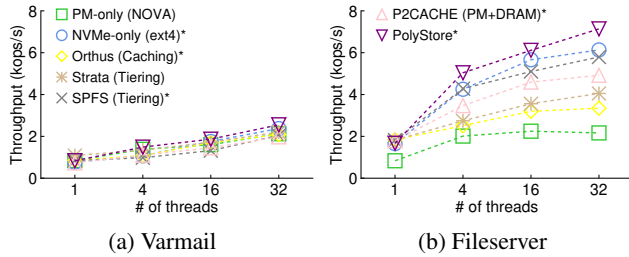 8
6
4
2
0
Throughput (kops/s)
PM-only (NOVA)
NVMe-only (ext4)*
Orthus (Caching)*
Strata (Tiering)
SPFS (Tiering)*
1 4 16 32
# of threads
(a) Varmail
8
6
4
2
0
Throughput (kops/s)
P2CACHE (PM+DRAM)*
PolyStore*
1 4 16 32
# of threads
(b) Fileserver